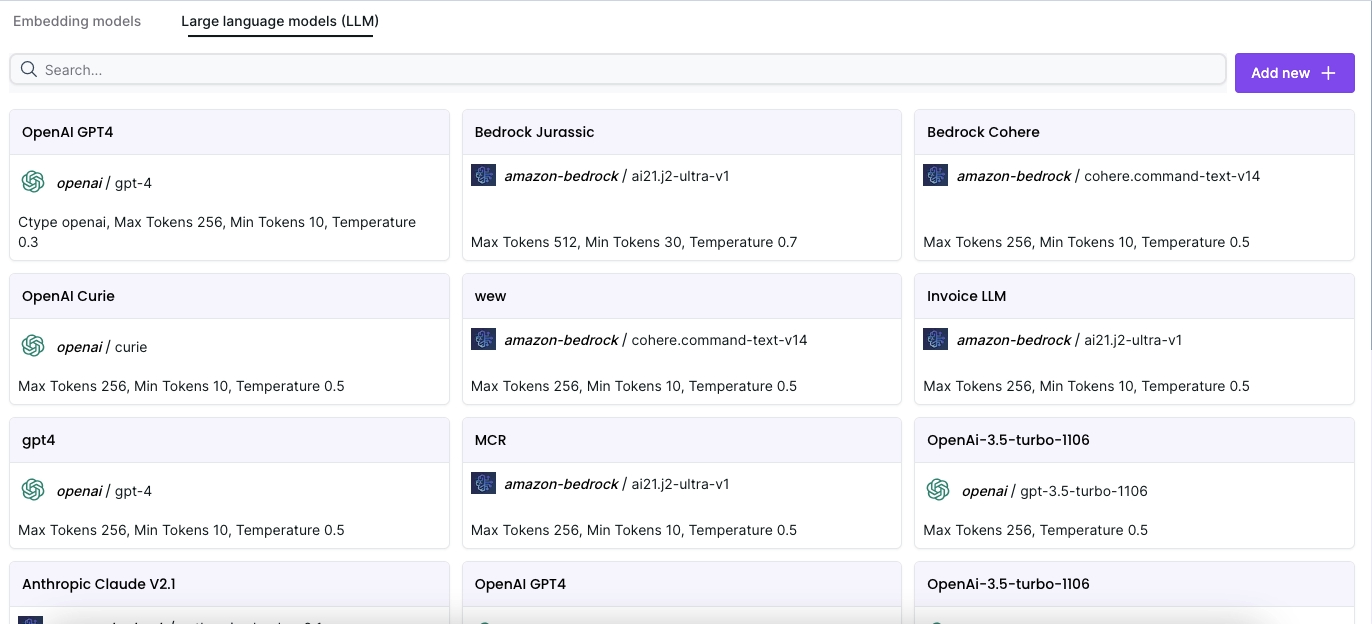 Embedding models
Large language models (LLM)
Search...
Add new
OpenAI GPT4
openai / gpt-4
Ctype openai, Max Tokens 256, Min Tokens 10, Temperature
0.3
Bedrock Jurassic
amazon-bedrock / ai21.j2-ultra-v1
Max Tokens 512, Min Tokens 30, Temperature 0.7
Bedrock Cohere
amazon-bedrock / cohere.command-text-v14
Max Tokens 256, Min Tokens 10, Temperature 0.5
OpenAI Curie
openai / curie
Max Tokens 256, Min Tokens 10, Temperature 0.5
wew
amazon-bedrock / cohere.command-text-v14
Max Tokens 256, Min Tokens 10, Temperature 0.5
Invoice LLM
amazon-bedrock / ai21.j2-ultra-v1
Max Tokens 256, Min Tokens 10, Temperature 0.5
gpt4
openai / gpt-4
Max Tokens 256, Min Tokens 10, Temperature 0.5
MCR
amazon-bedrock / ai21.j2-ultra-v1
Max Tokens 256, Min Tokens 10, Temperature 0.5
OpenAi-3.5-turbo-1106
openai / gpt-3.5-turbo-1106
Max Tokens 256, Temperature 0.5
Anthropic Claude V2.1
OpenAI GPT4
OpenAi-3.5-turbo-1106